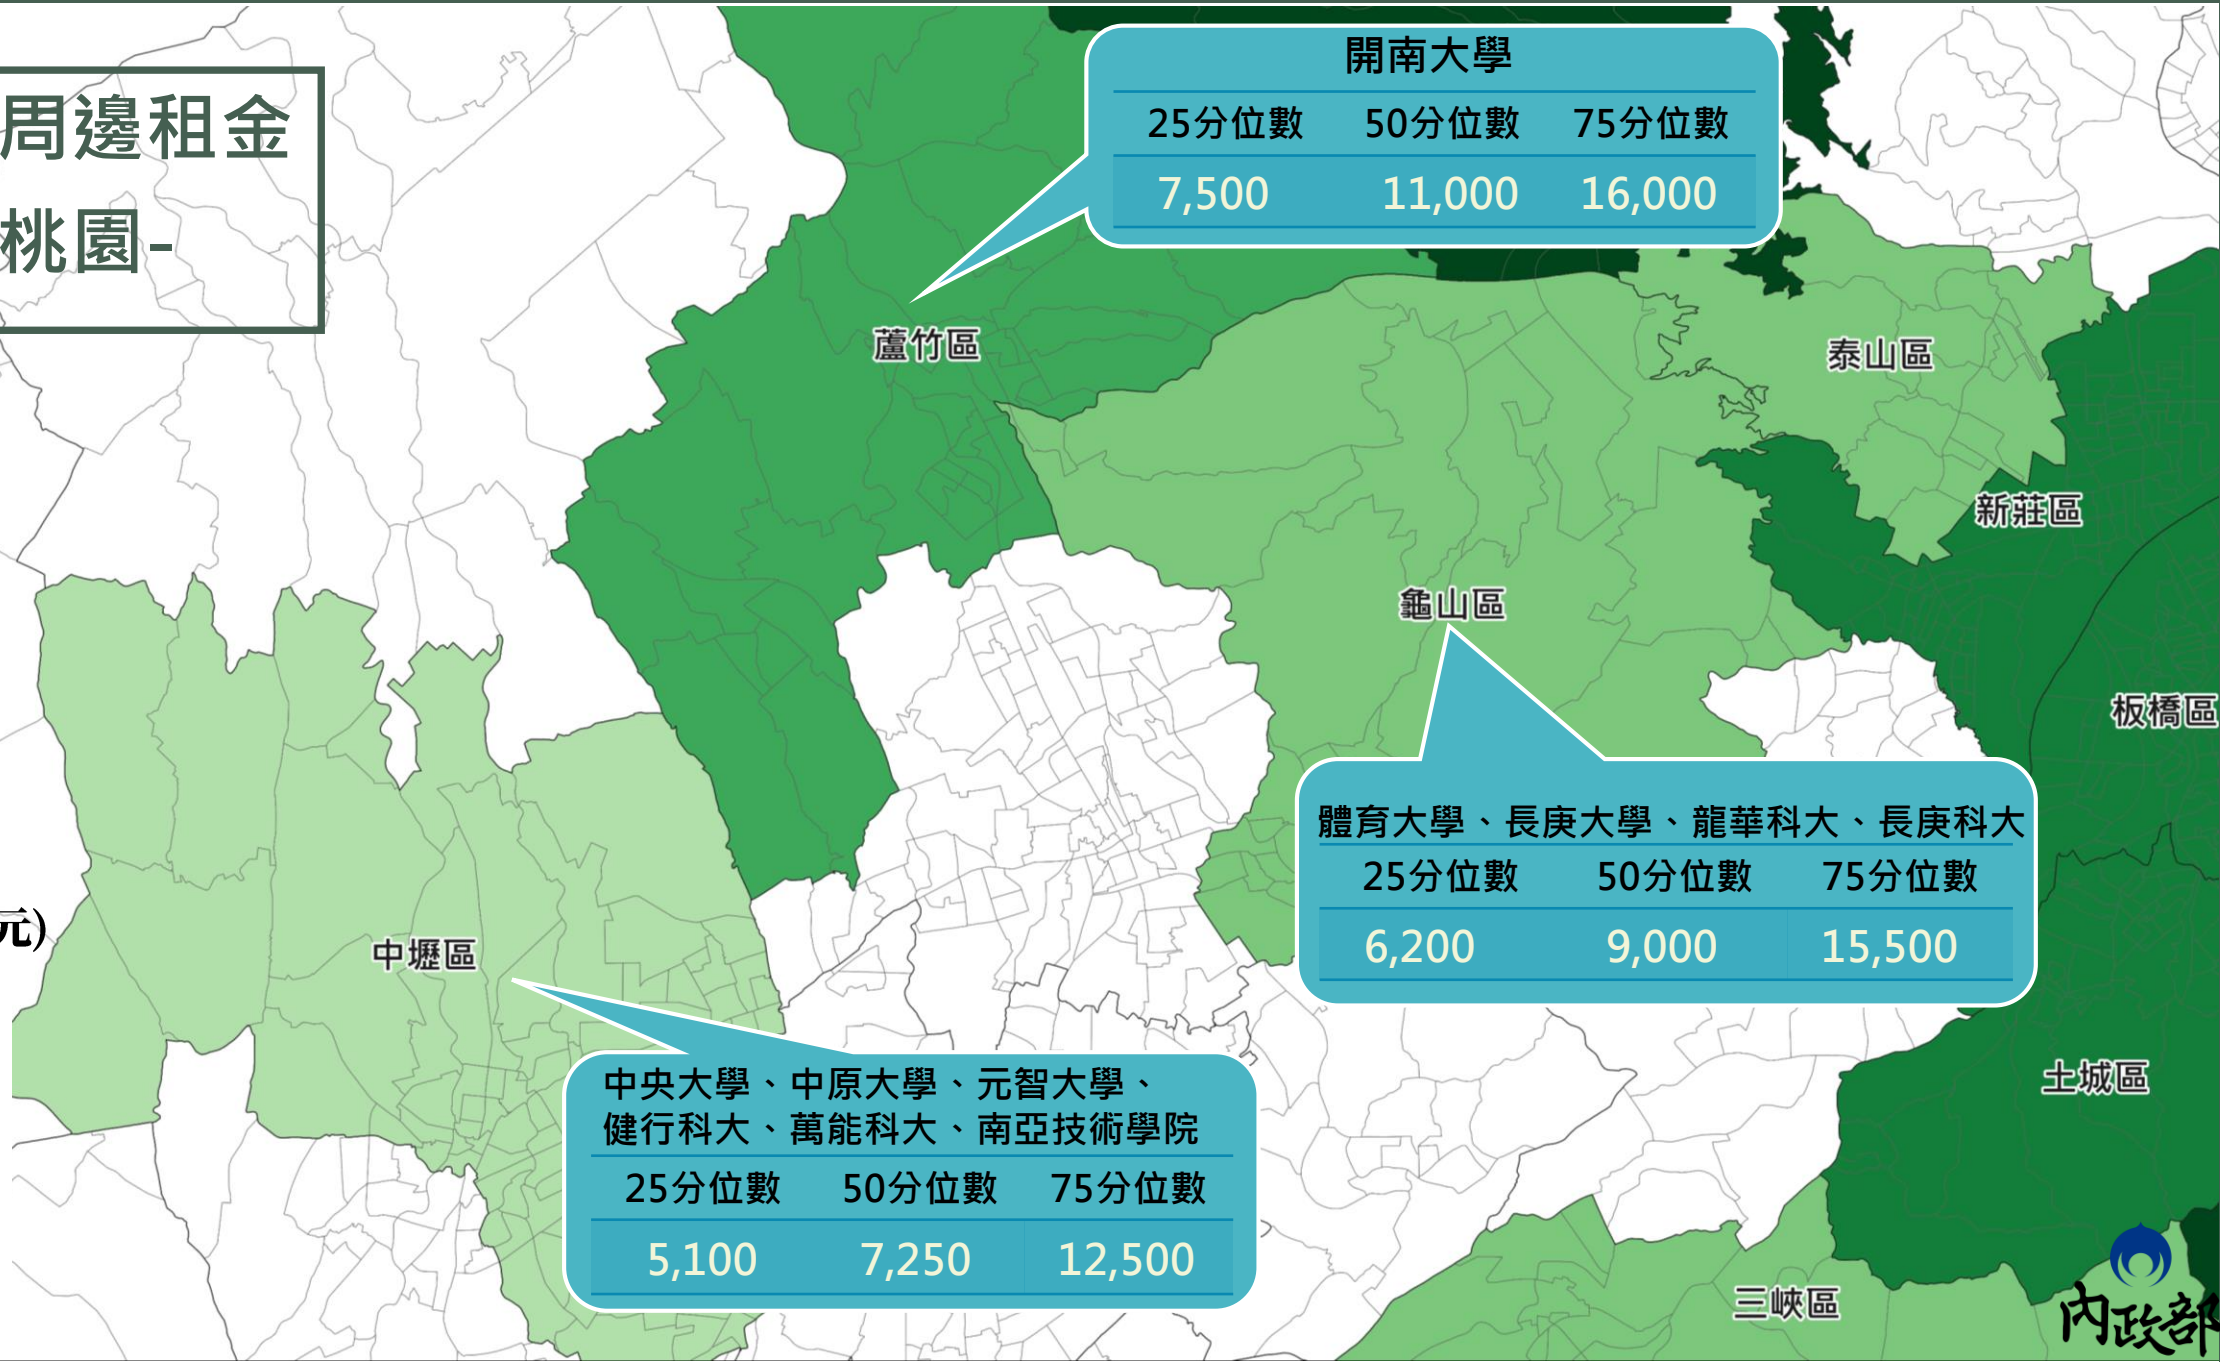 周邊租金
桃園-
開南大學
25分位數 50分位數 75分位數
7,500 11,000 16,000
蘆竹區
泰山區
新莊區
龜山區
板橋區
體育大學、長庚大學、龍華科大、長庚科大
25分位數 50分位數 75分位數
6,200 9,000 15,500
元)
中壢區
中央大學、中原大學、元智大學、
健行科大、萬能科大、南亞技術學院
25分位數 50分位數 75分位數
5,100 7,250 12,500
土城區
三峽區
內政部